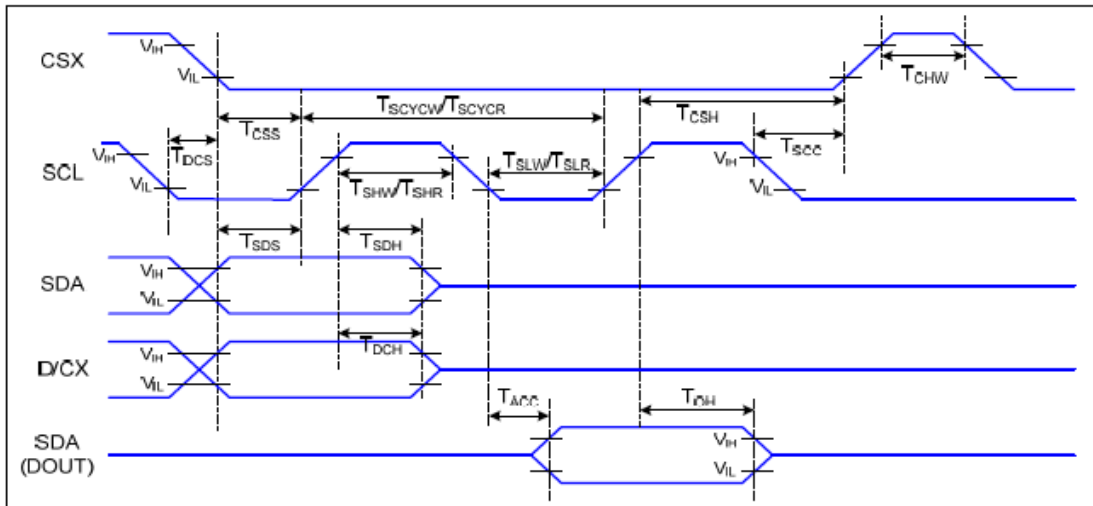 CSX
VIH
VIL
TCHW
TSCYCW/TSCYCR
TCSS
TCSH
TDCS
TSCC
SCL
VIH
VIL
TSLW/TSLR
TSHW/TSHR
VIH
VIL
TSDS
TSDH
SDA
VIH
VIL
TDCH
D/CX
VIH
VIL
TACC
TOH
SDA
(DOUT)
VIH
VIL